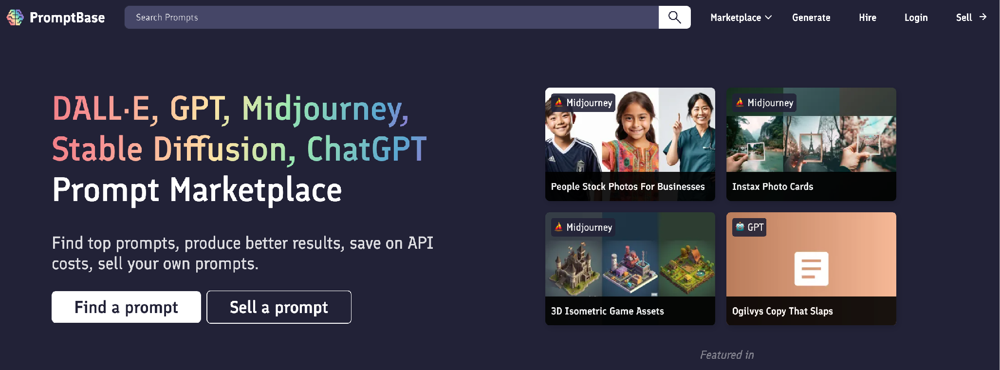 PromptBase
Search Prompts
Marketplace
Generate
Hire
Login
Sell
DALL·E, GPT, Midjourney,
Stable Diffusion, ChatGPT
Prompt Marketplace
Find top prompts, produce better results, save on API
costs, sell your own prompts.
Find a prompt
Sell a prompt
Midjourney
People Stock Photos For Businesses
Midjourney
Instax Photo Cards
Midjourney
3D Isometric Game Assets
GPT
Ogilvys Copy That Slaps
Featured in